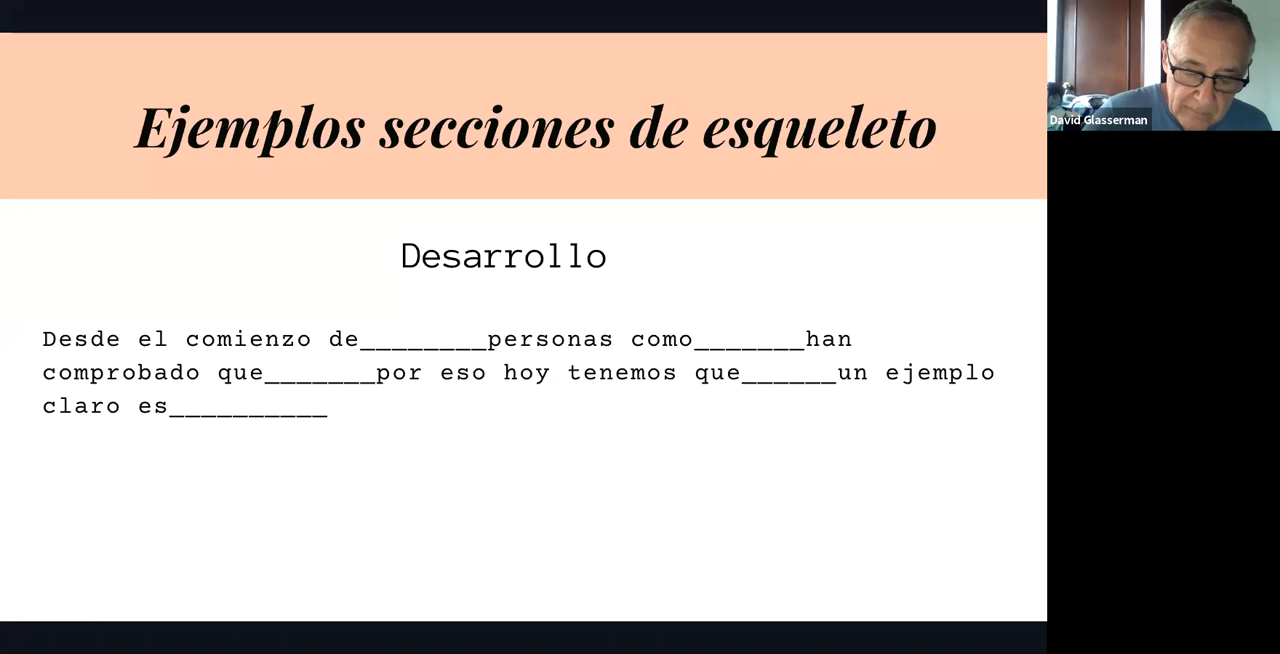 Ejemplos secciones de esqueleto
Desarrollo
Desde el comienzo de________personas como_______han
comprobado que_______por eso hoy tenemos que______un ejemplo
claro es__________
David Glasserman